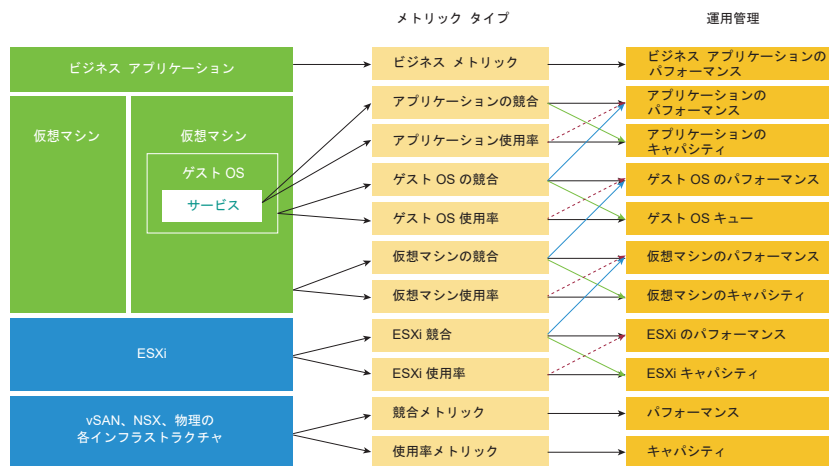 メトリック タイプ
運用管理
ビジネス アプリケーション
ビジネス メトリック
ビジネス アプリケーションの
パフォーマンス
仮想マシン
仮想マシン
ゲスト OS
サービス
アプリケーションの競合
アプリケーションの
パフォーマンス
アプリケーション使用率
アプリケーションの
キャパシティ
ゲスト OS の競合
ゲスト OS のパフォーマンス
ゲスト OS 使用率
ゲスト OS キュー
仮想マシンの競合
仮想マシンのパフォーマンス
仮想マシン使用率
仮想マシンのキャパシティ
ESXi
ESXi 競合
ESXi のパフォーマンス
ESXi 使用率
ESXi キャパシティ
vSAN、NSX、物理の
各インフラストラクチャ
競合メトリック
パフォーマンス
使用率メトリック
キャパシティ